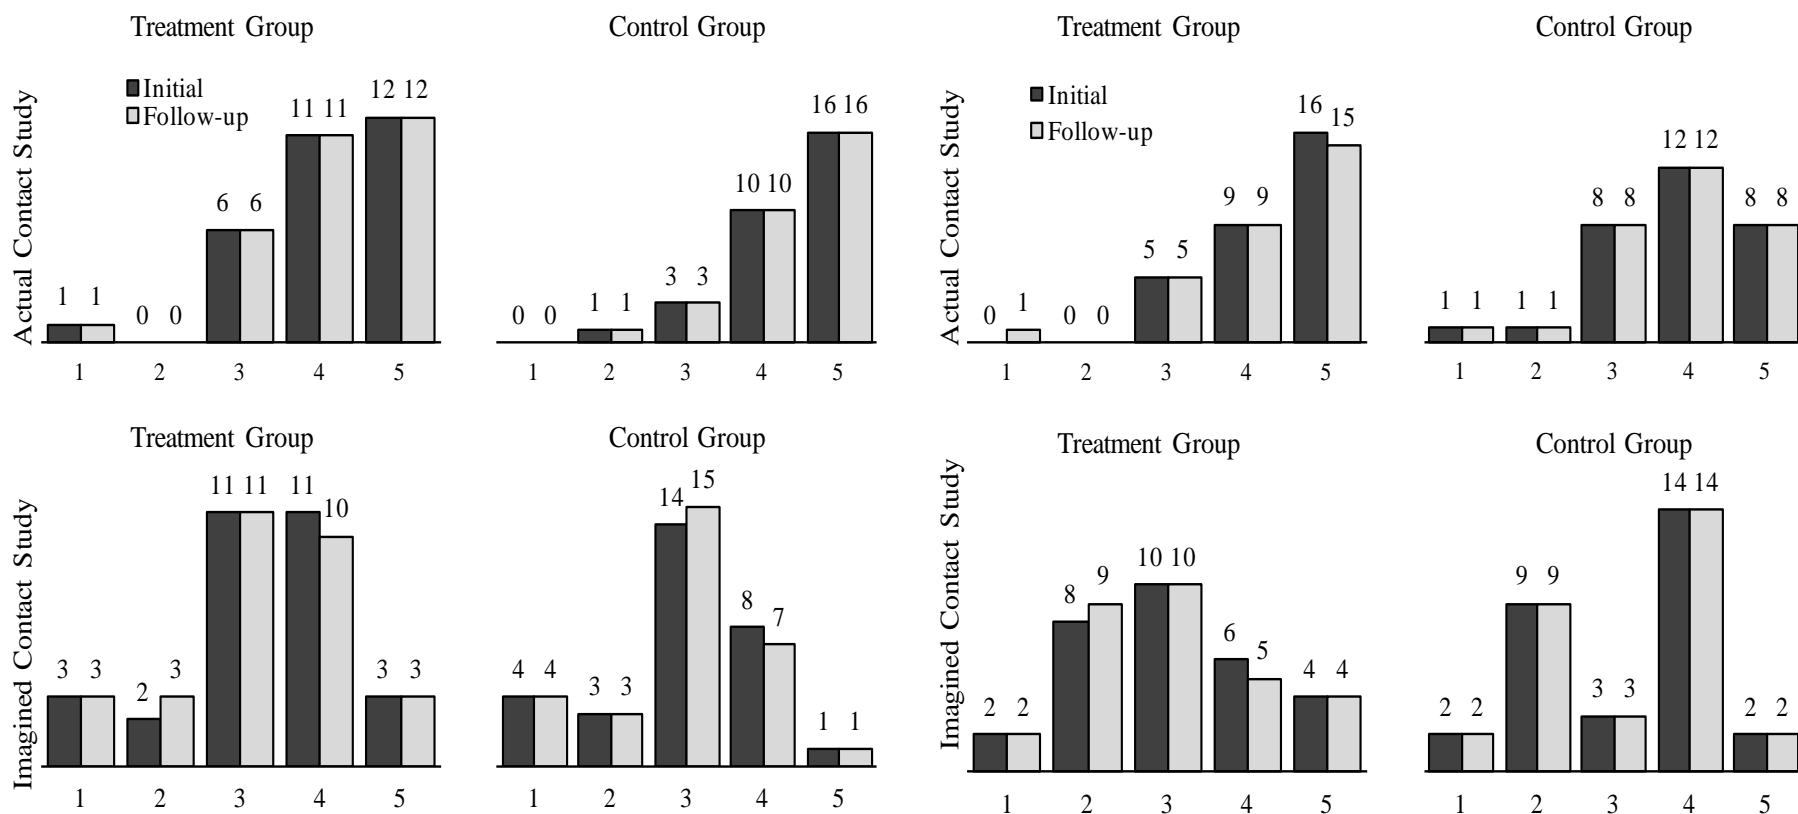 Treatment Group
Control Group
Treatment Group
Control Group
Initial
Follow-up
Initial
Follow-up
Actual Contact Study
1 1 0 0 6 6 11 11 12 12
1 2 3 4 5
0 0 1 1 3 3 10 10 16 16
1 2 3 4 5
Actual Contact Study
0 1 0 0 5 5 9 9 16 15
1 2 3 4 5
1 1 1 1 8 8 12 12 8 8
1 2 3 4 5
Treatment Group
Control Group
Treatment Group
Control Group
Imagined Contact Study
3 3 2 3 11 11 11 10 3 3
1 2 3 4 5
4 4 3 3 14 15 8 7 1 1
1 2 3 4 5
Imagined Contact Study
2 2 8 9 10 10 6 5 4 4
1 2 3 4 5
2 2 9 9 3 3 14 14 2 2
1 2 3 4 5